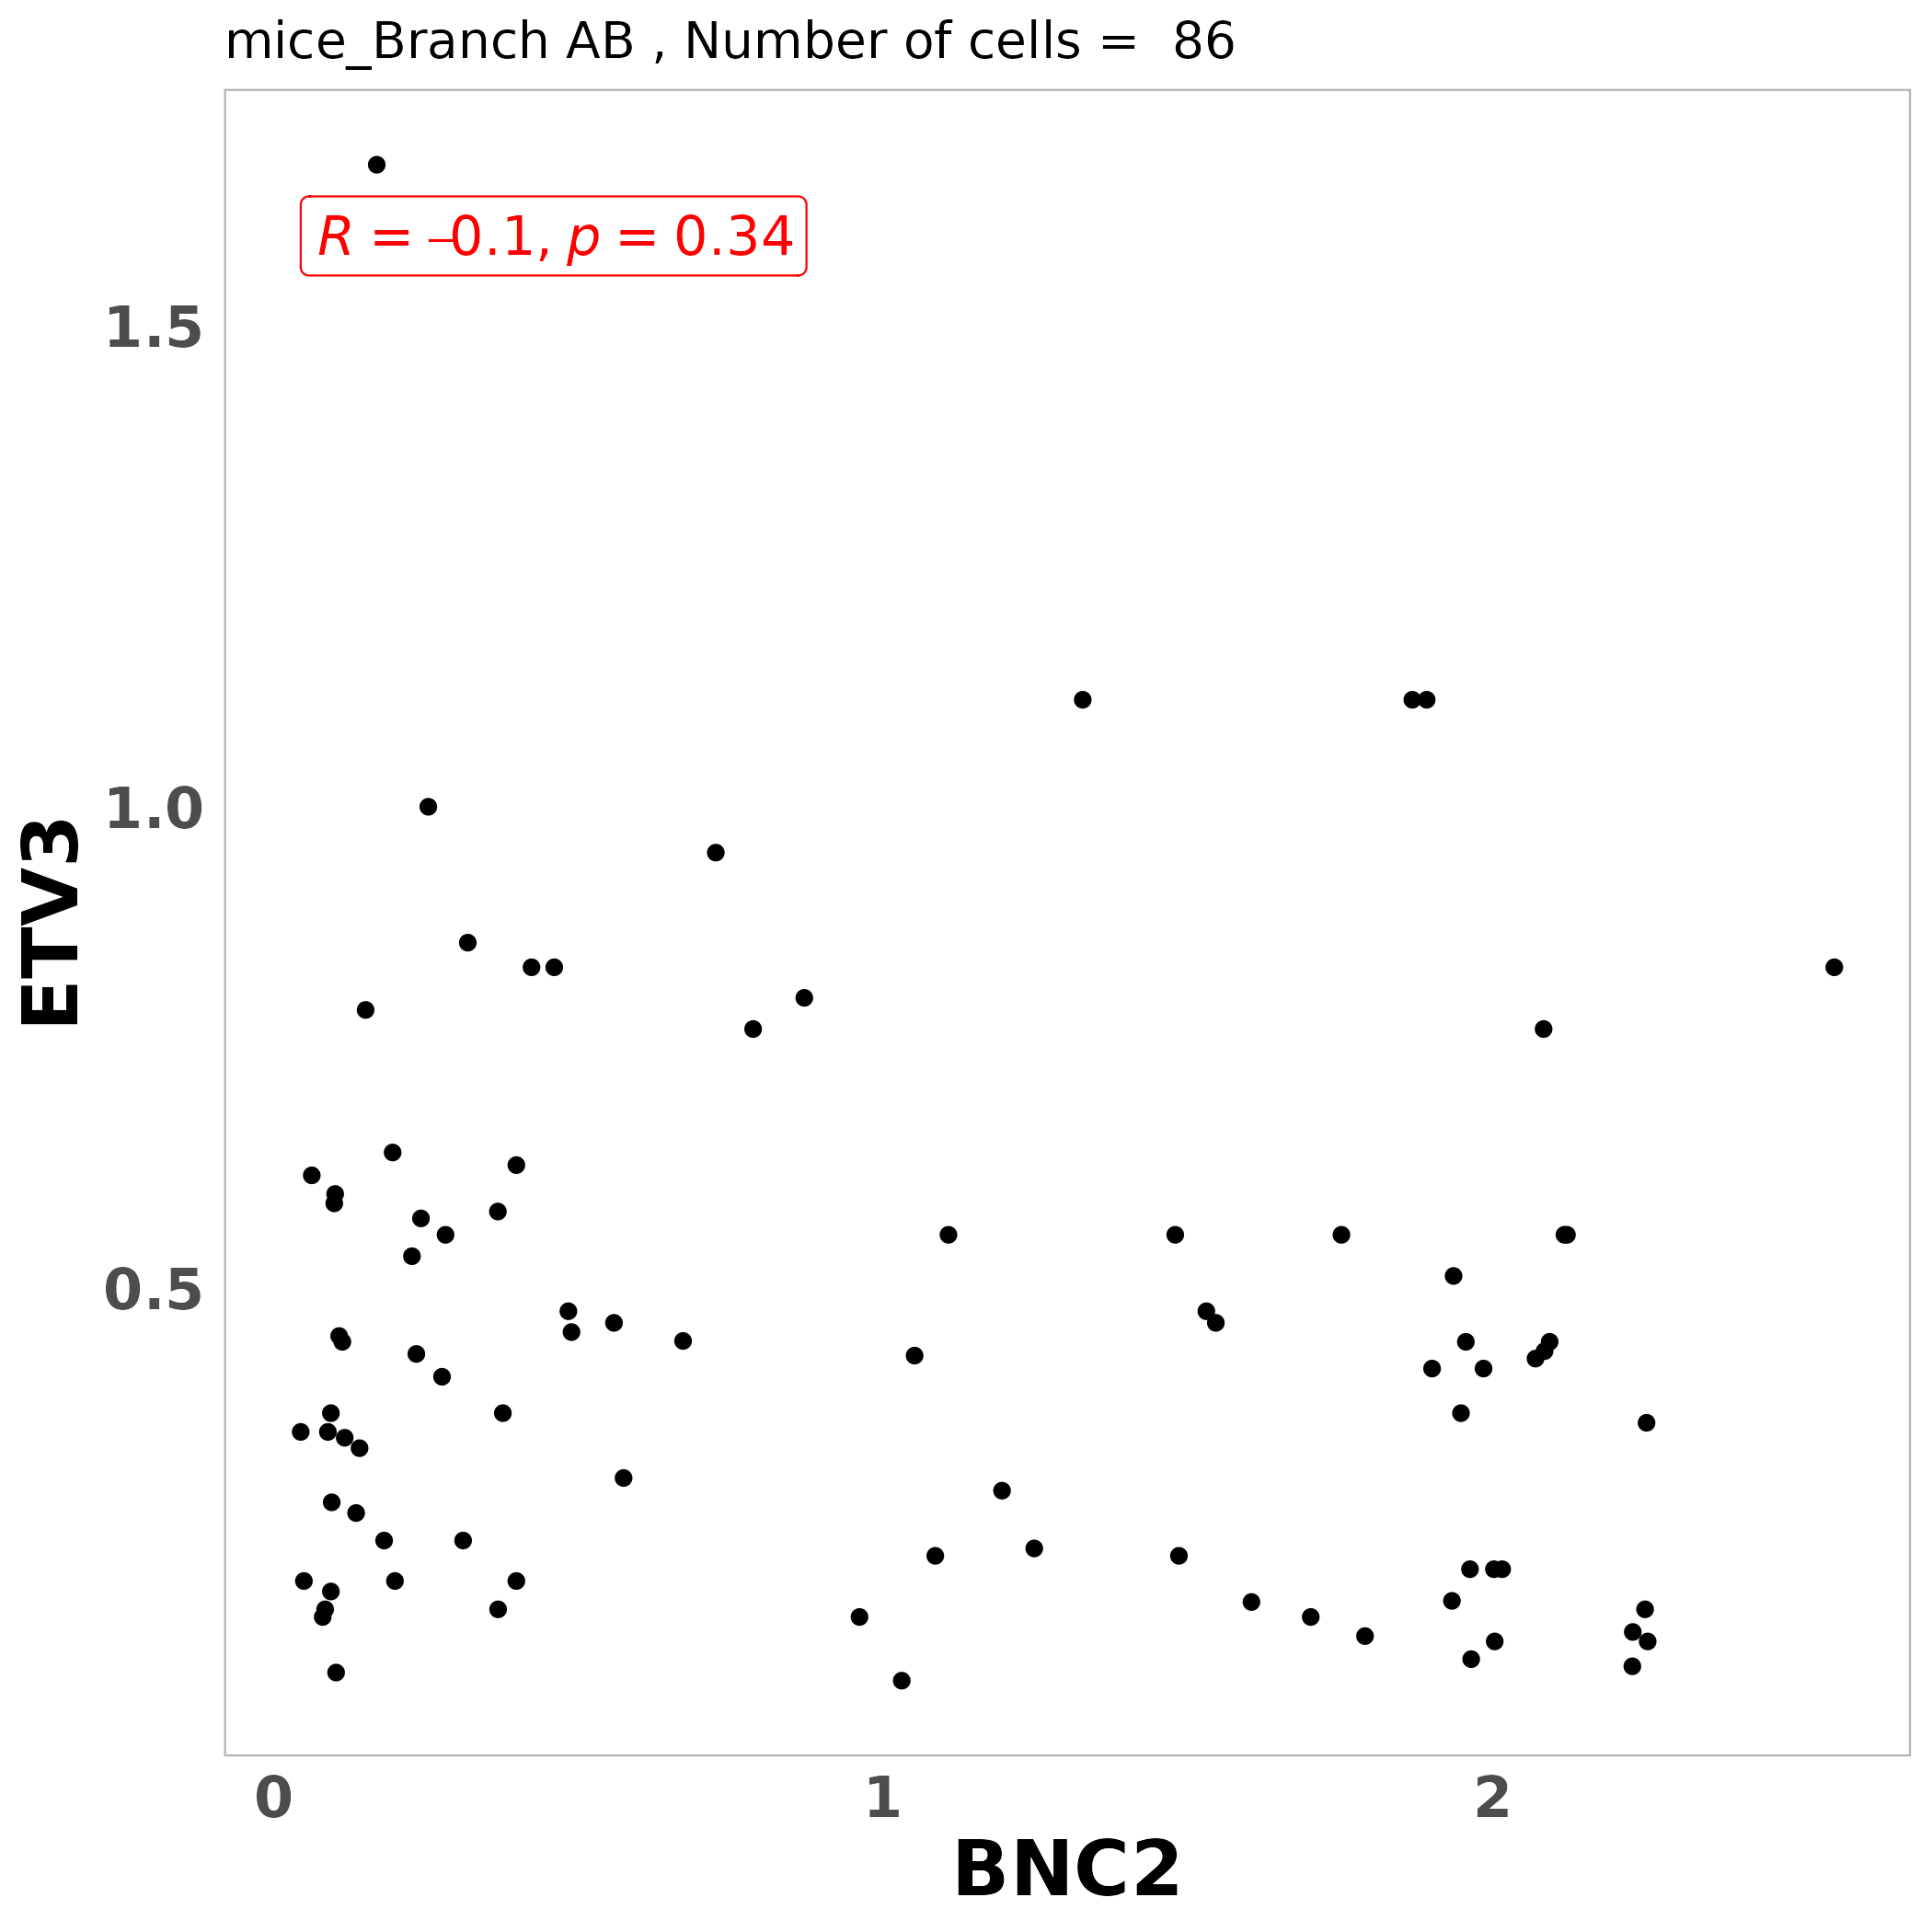 mice_Branch AB , Number of cells =  86
R = –0.1, p = 0.34
1.5
1.0
0.5
ETV3
0
1
2
BNC2